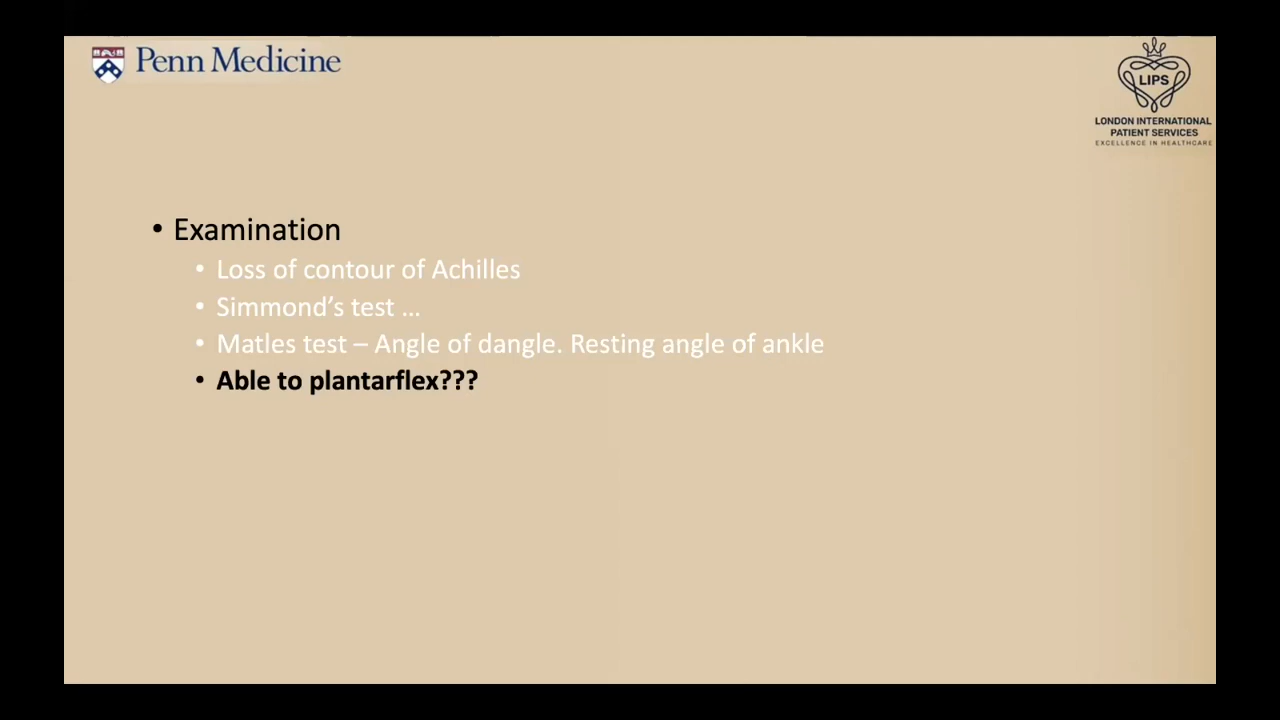 Penn Medicine
LIPS
LONDON INTERNATIONAL
PATIENT SERVICES
EXCELLENCE IN HEALTHCARE
• Examination
• Loss of contour of Achilles
• Simmond’s test …
• Matles test – Angle of dangle. Resting angle of ankle
• Able to plantarflex???